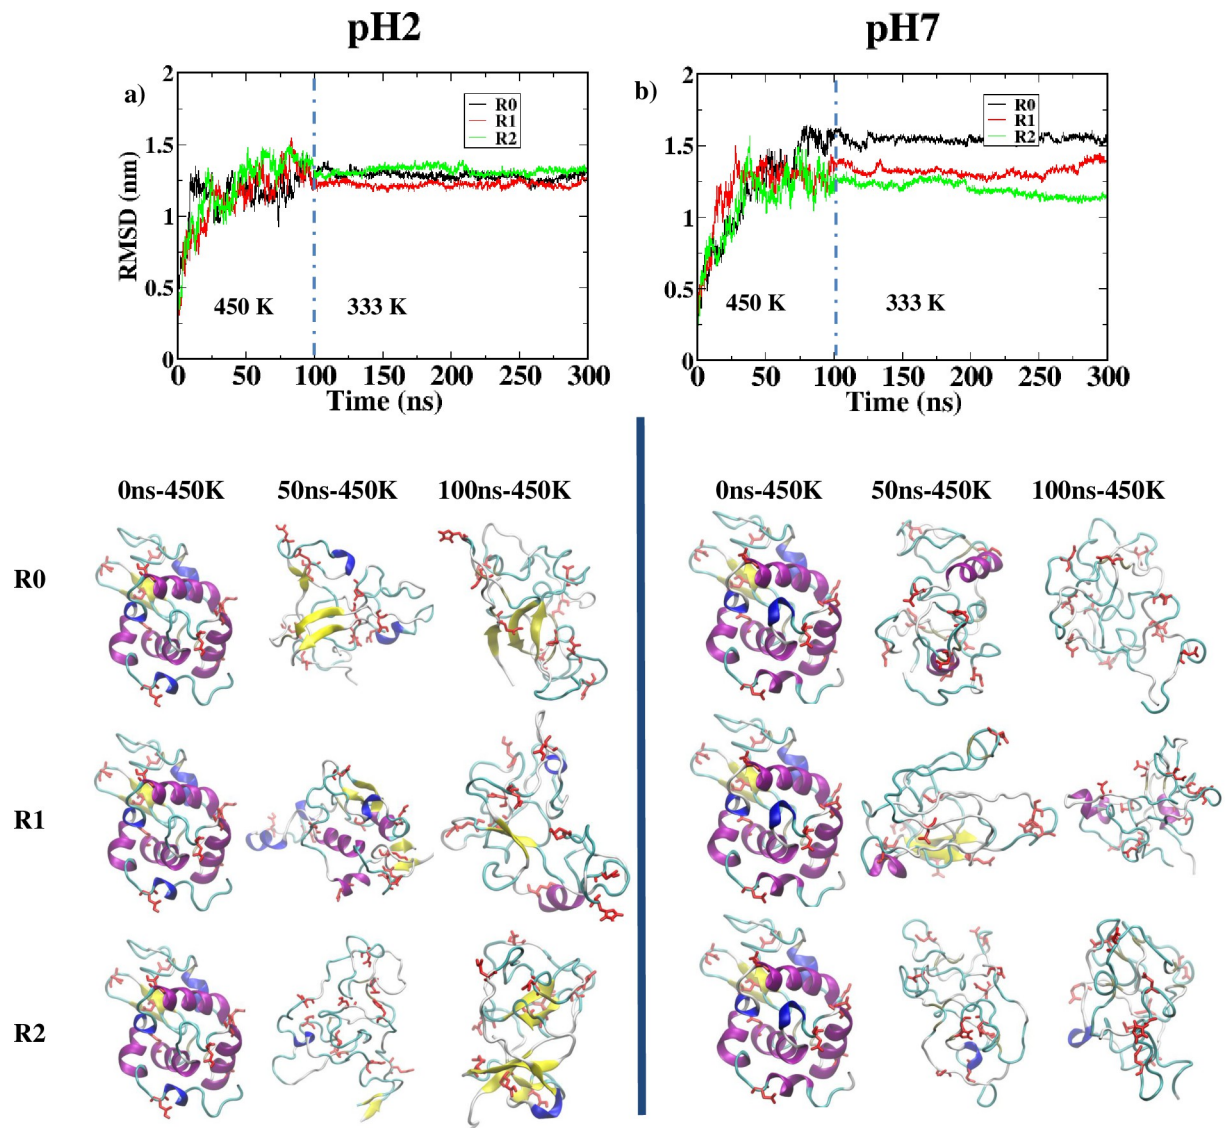 pH2
pH7
a)
R0
R1
R2
2
1.5
1
0.5
0
RMSD (nm)
450 K
333 K
0 50 100 150 200 250 300
Time (ns)
b)
R0
R1
R2
2
1.5
1
0.5
0
450 K
333 K
0 50 100 150 200 250 300
Time (ns)
0ns-450K 50ns-450K 100ns-450K
0ns-450K 50ns-450K 100ns-450K
R0
R1
R2